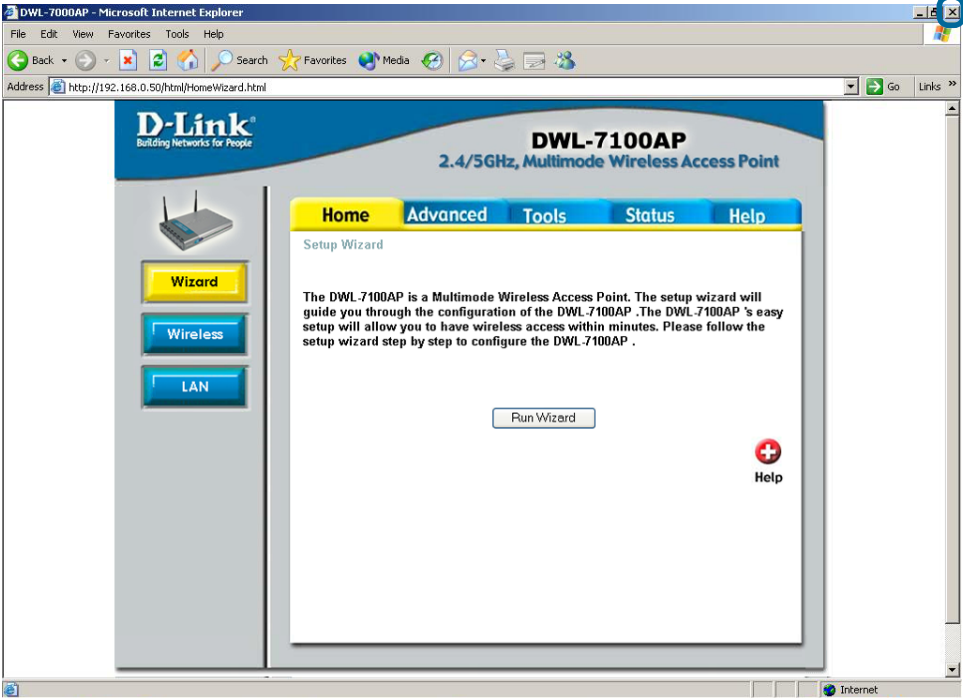 DWL-7000AP - Microsoft Internet Explorer
File Edit View Favorites Tools Help
Back Search Favorites Media
Address http://192.168.0.50/html/HomeWizard.html Go Links »
D-Link®
Building Networks for People
DWL-7100AP
2.4/5GHz, Multimode Wireless Access Point
Home Advanced Tools Status Help
Setup Wizard
Wizard
Wireless
LAN
The DWL-7100AP is a Multimode Wireless Access Point. The setup wizard will
guide you through the configuration of the DWL-7100AP .The DWL-7100AP 's easy
setup will allow you to have wireless access within minutes. Please follow the
setup wizard step by step to configure the DWL-7100AP .
Run Wizard
Help
Internet